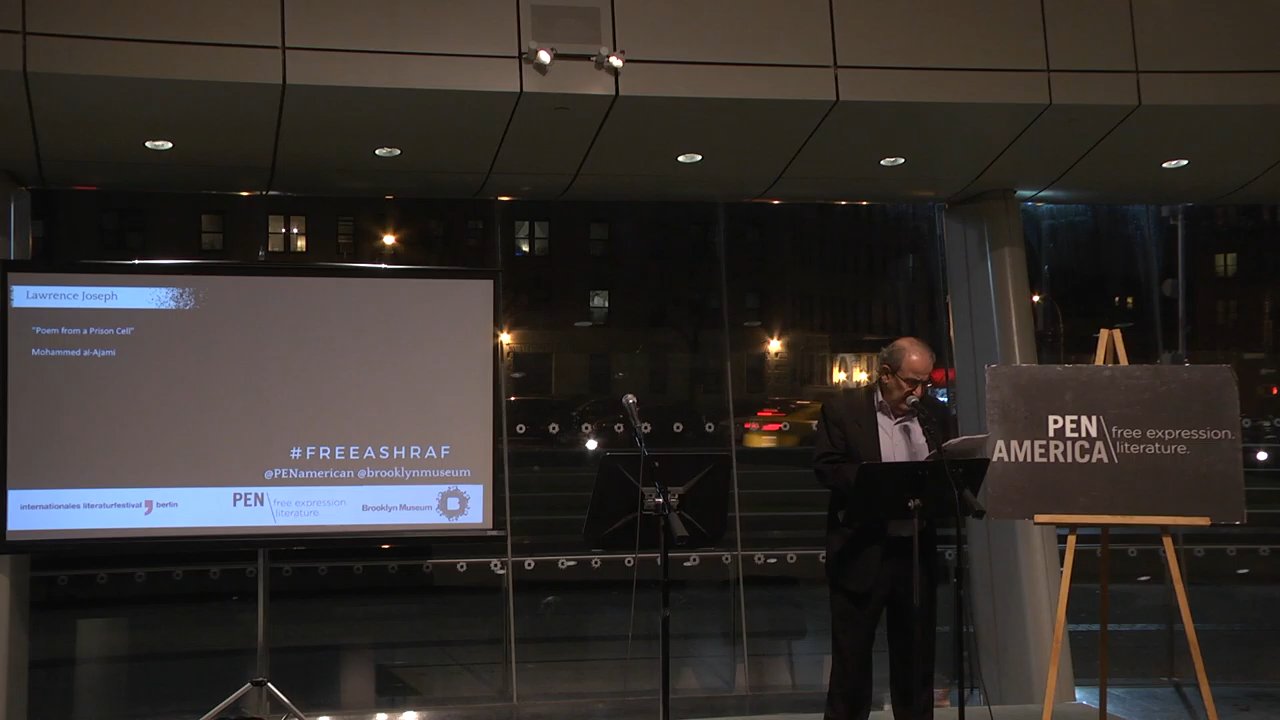 Lawrence Joseph
"Poem from a Prison Cell"
Mohammed al-Ajami
#FREEASHRAF
@PENamerican @brooklynmuseum
internationales literaturfestival berlin
PEN free expression.
literature.
Brooklyn Museum B
PEN
AMERICA
free expression.
literature.